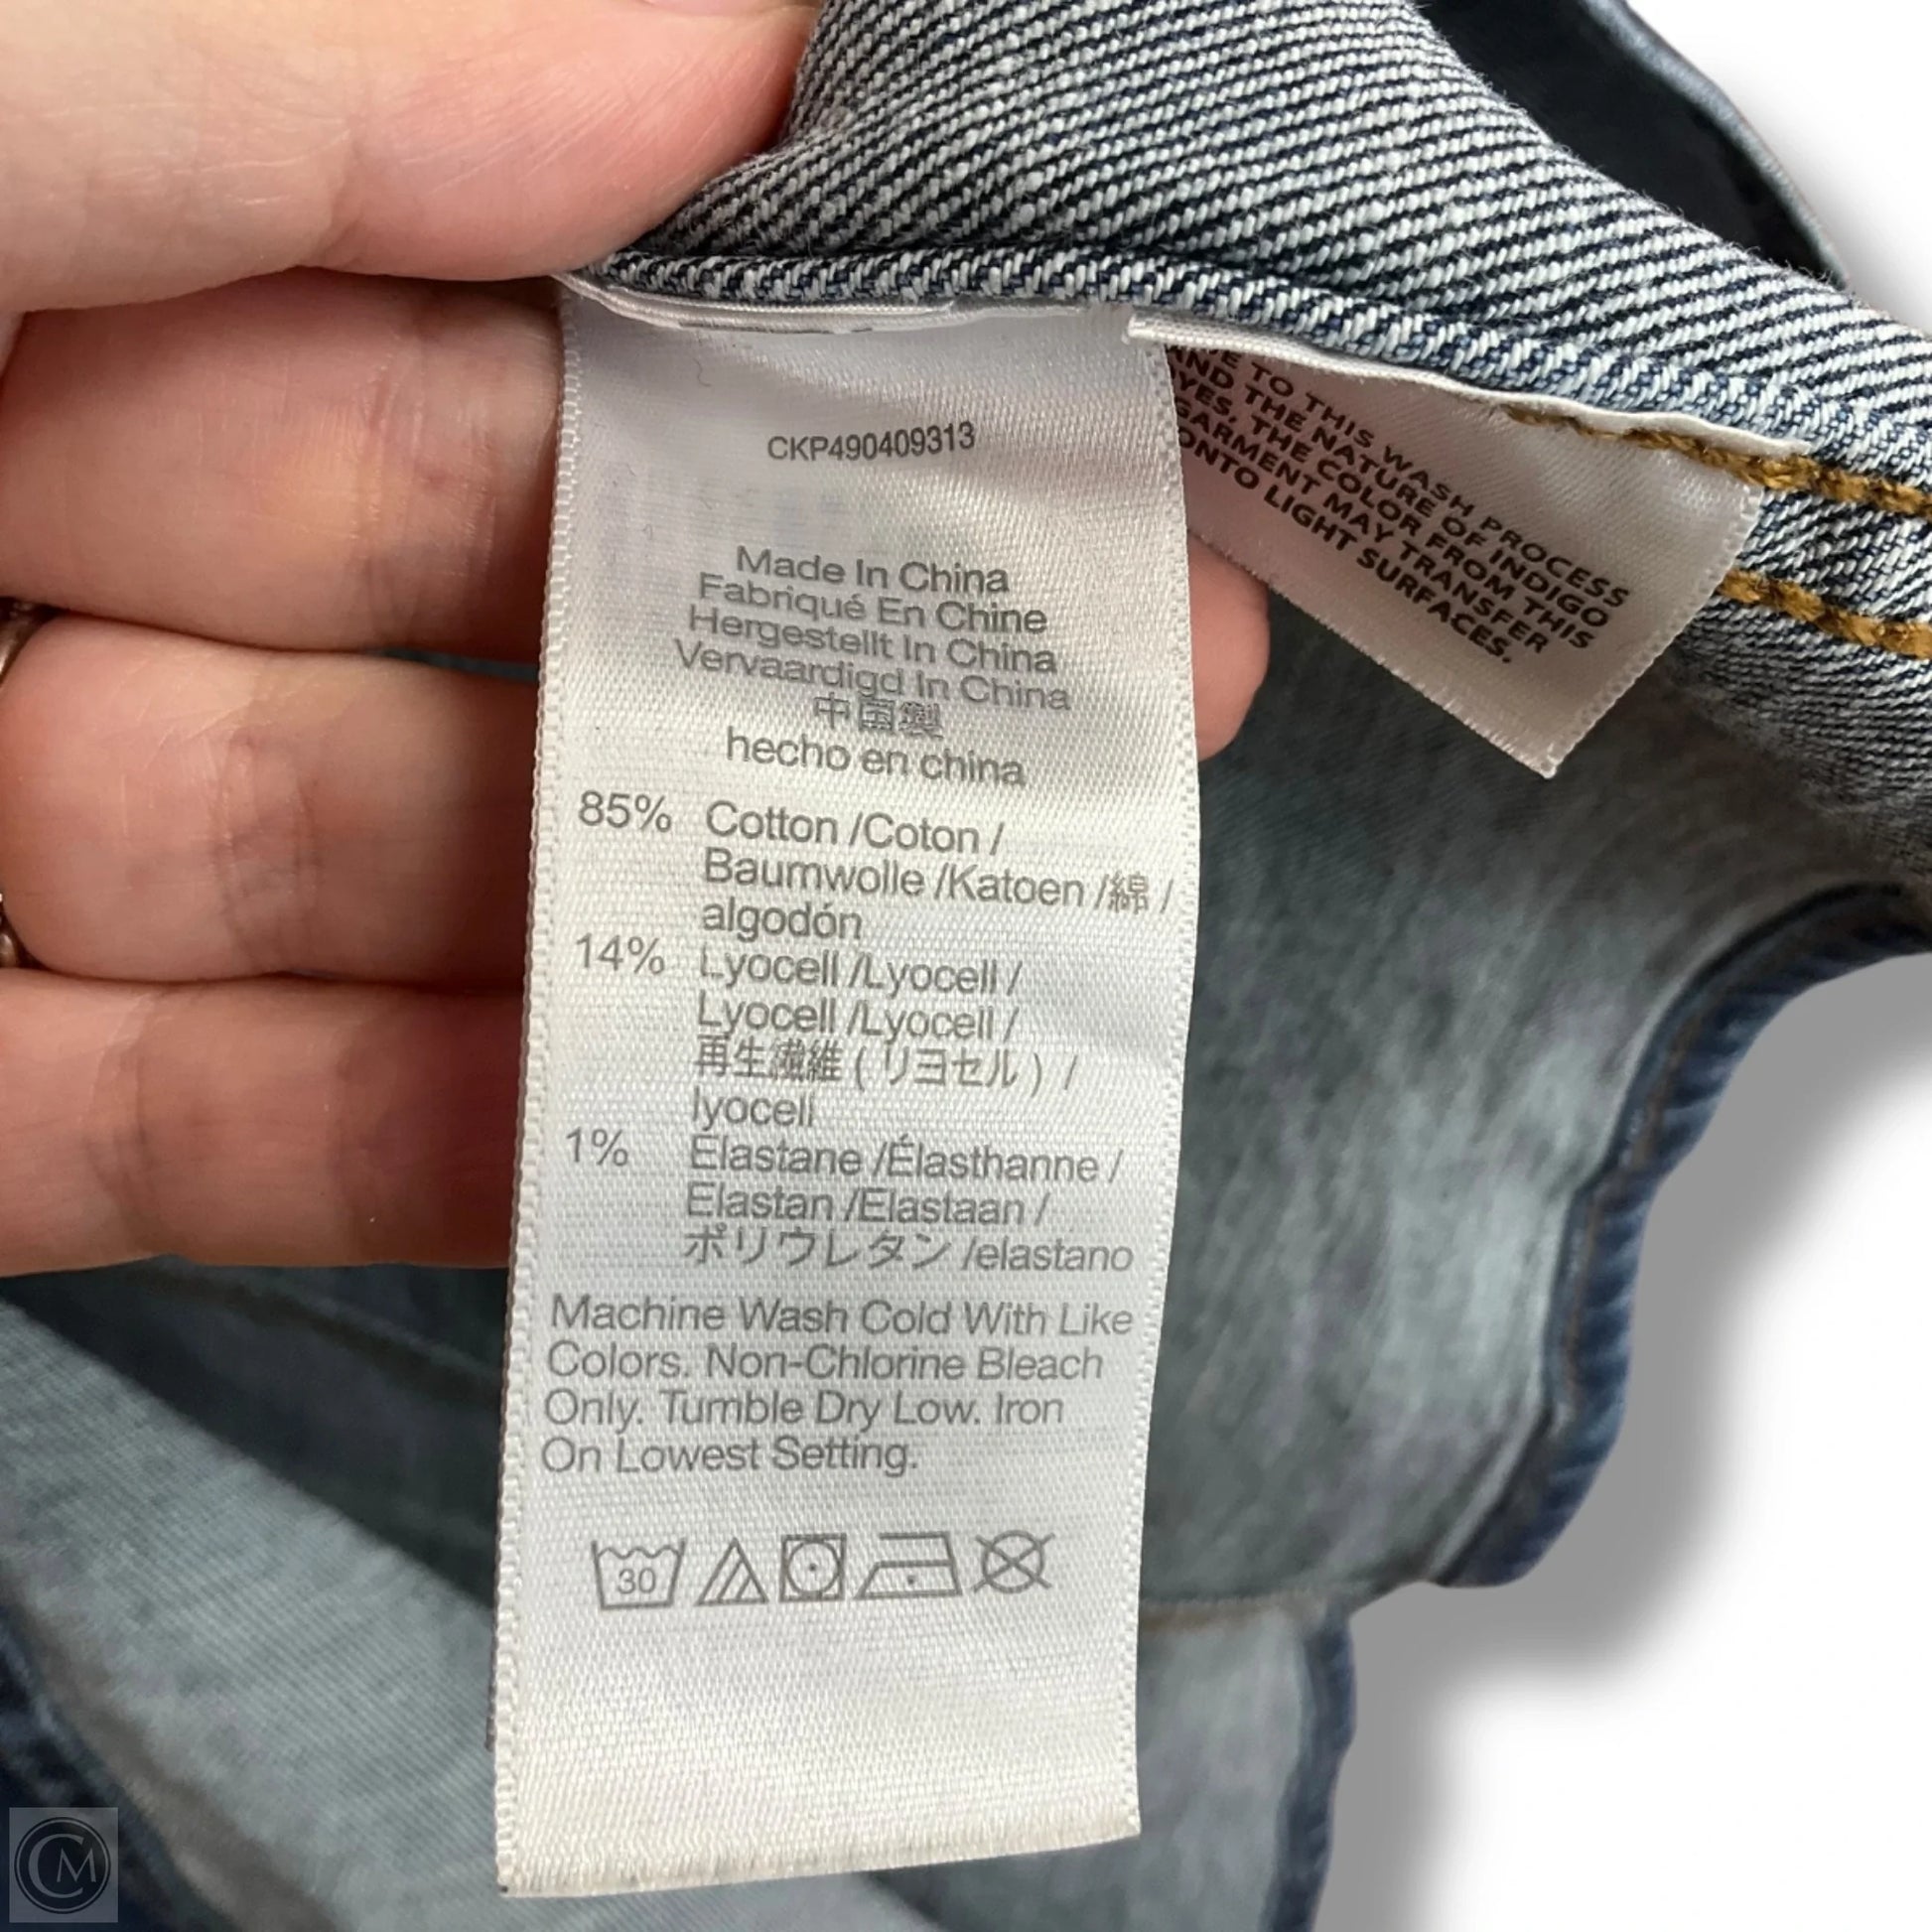 CKP490409313
Made In China
Fabriqué En Chine
Hergestellt In China
Vervaardigd In China
中国製
hecho en china
85% Cotton /Coton /
Baumwolle /Katoen /綿 /
algodón
14% Lyocell /Lyocell /
Lyocell /Lyocell /
再生繊維 ( リヨセル ) /
lyocell
1% Elastane /Élasthanne /
Elastan /Elastaan /
ポリウレタン /elastano
Machine Wash Cold With Like
Colors. Non-Chlorine Bleach
Only. Tumble Dry Low. Iron
On Lowest Setting.
30
TO THIS WASH PROCESS
THE NATURE OF INDIGO
THE COLOR FROM THIS
GARMENT MAY TRANSFER
ONTO LIGHT SURFACES.
CM